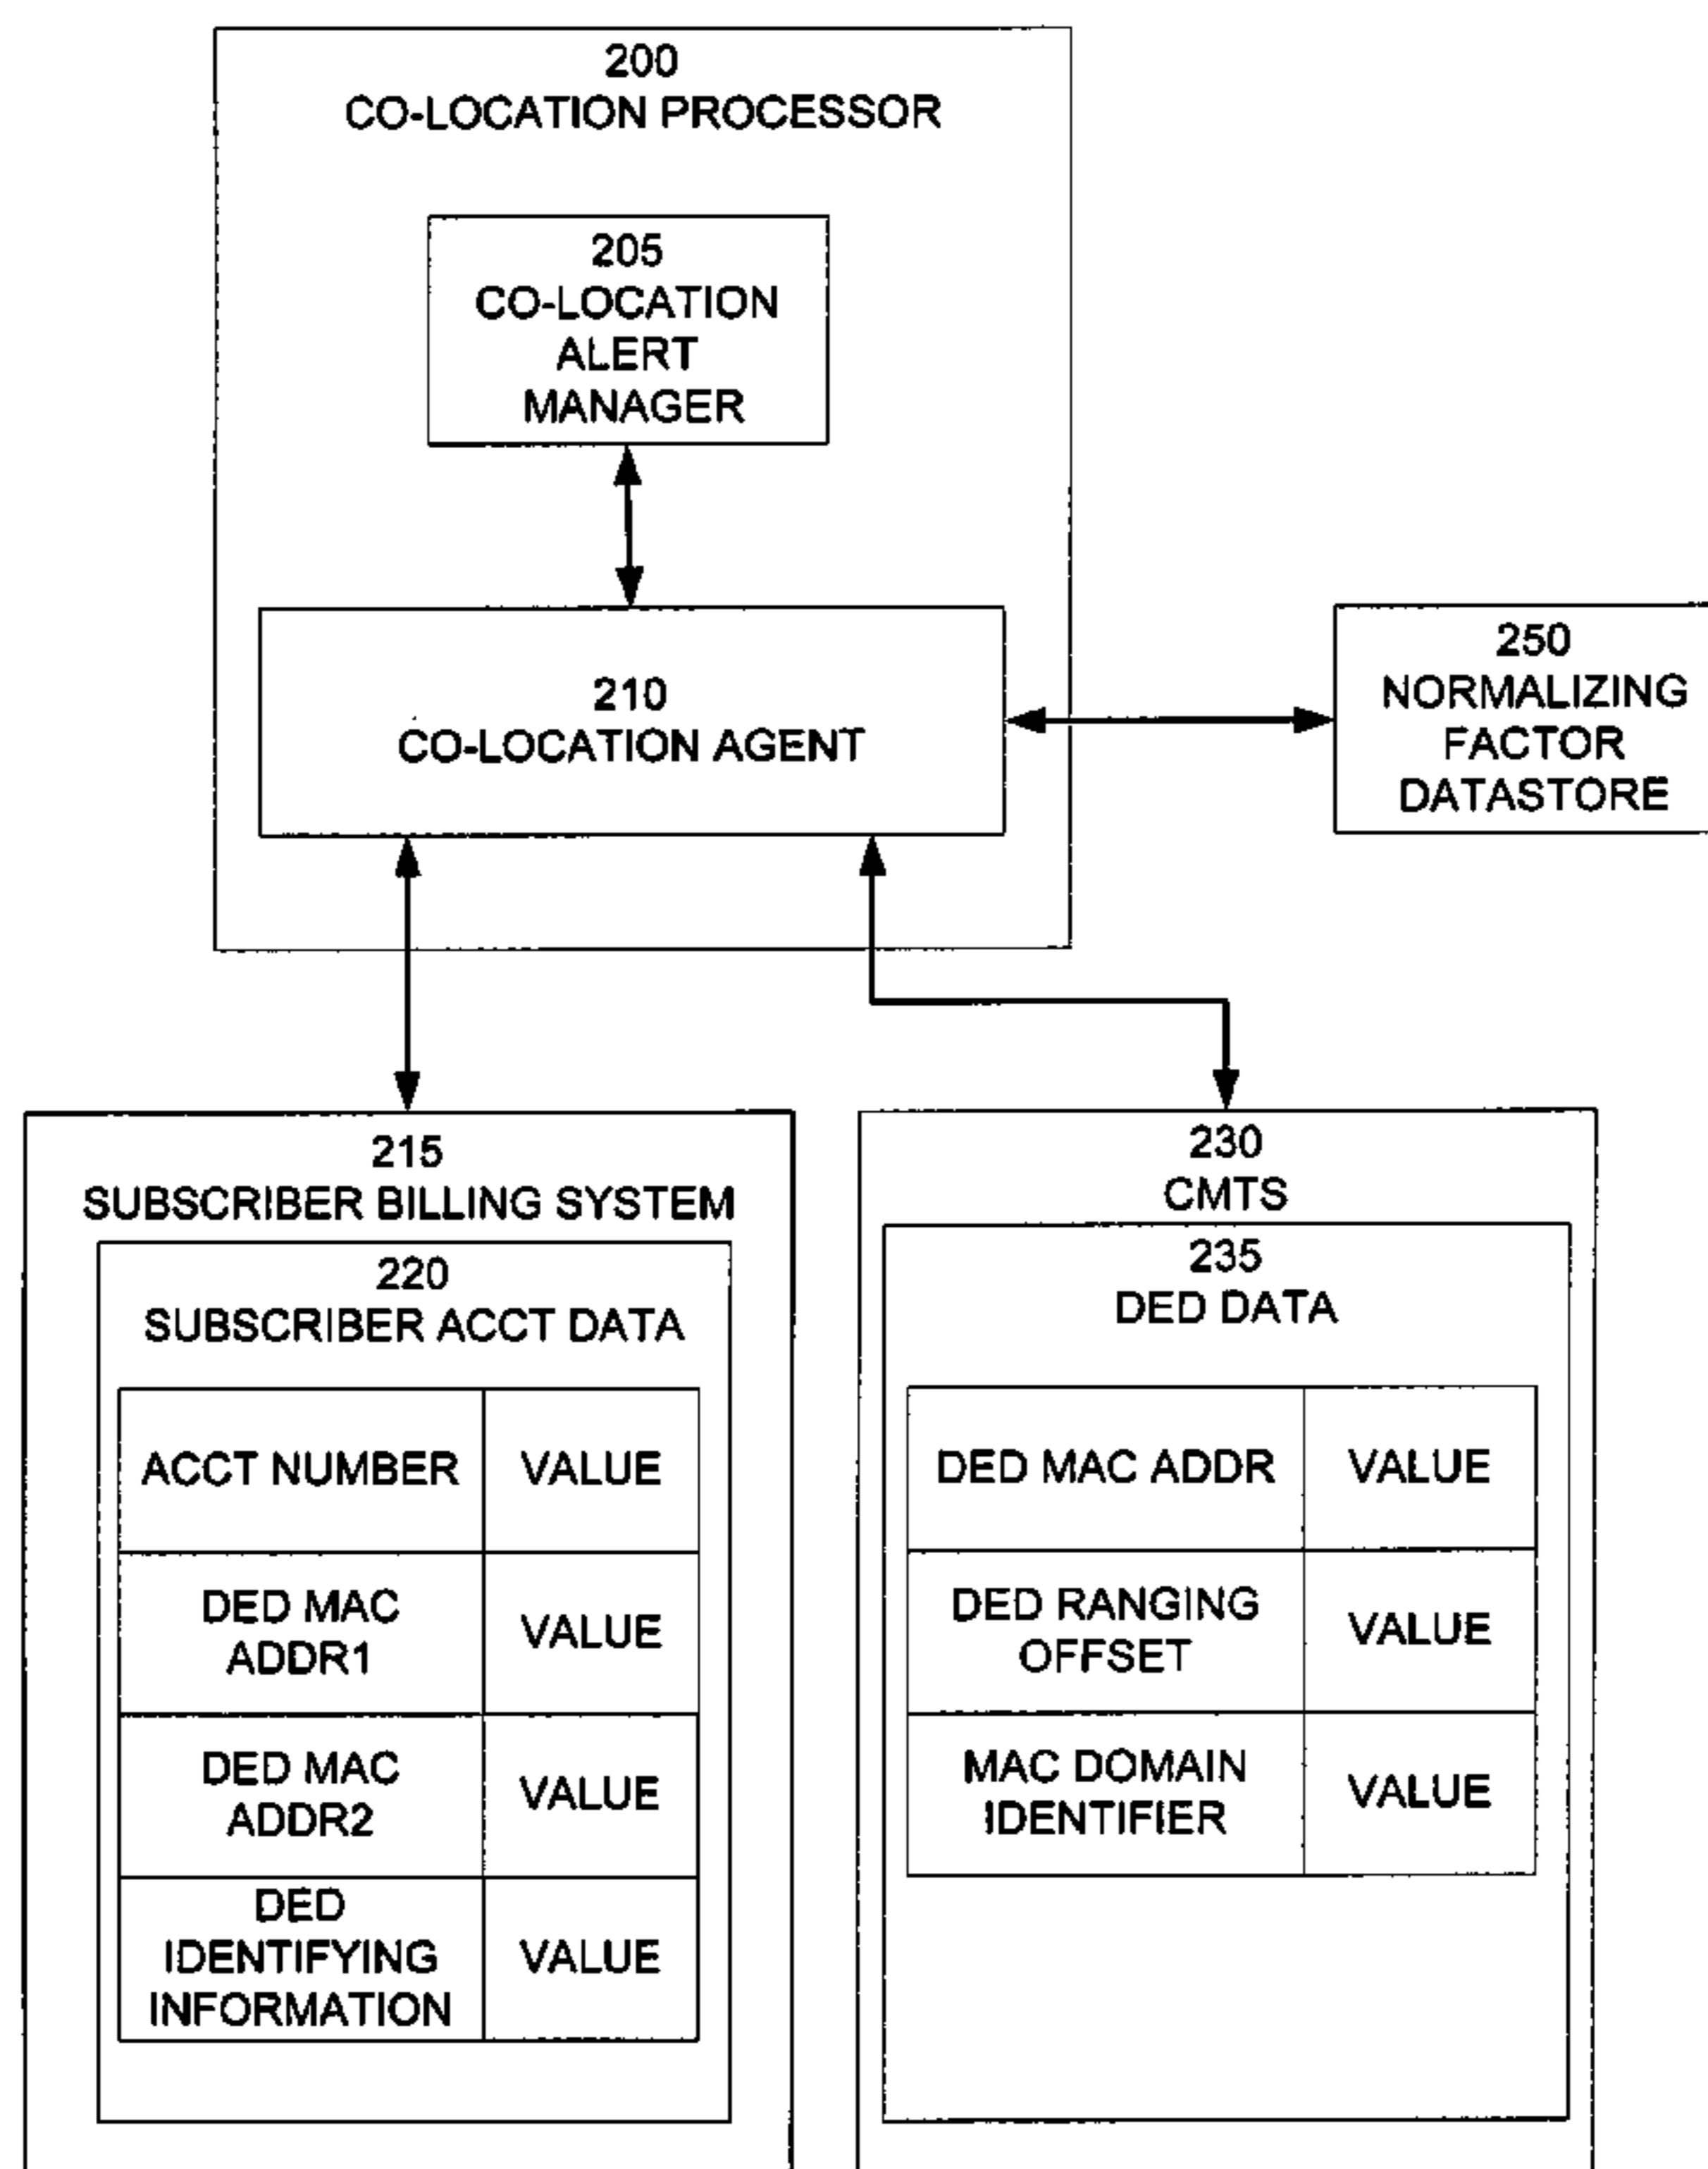 200
CO-LOCATION PROCESSOR
205
CO-LOCATION
ALERT
MANAGER
210
CO-LOCATION AGENT
250
NORMALIZING
FACTOR
DATASTORE
215
SUBSCRIBER BILLING SYSTEM
220
SUBSCRIBER ACCT DATA
ACCT NUMBER
VALUE
DED MAC
ADDR1
VALUE
DED MAC
ADDR2
VALUE
DED
IDENTIFYING
INFORMATION
VALUE
230
CMTS
235
DED DATA
DED MAC ADDR
VALUE
DED RANGING
OFFSET
VALUE
MAC DOMAIN
IDENTIFIER
VALUE